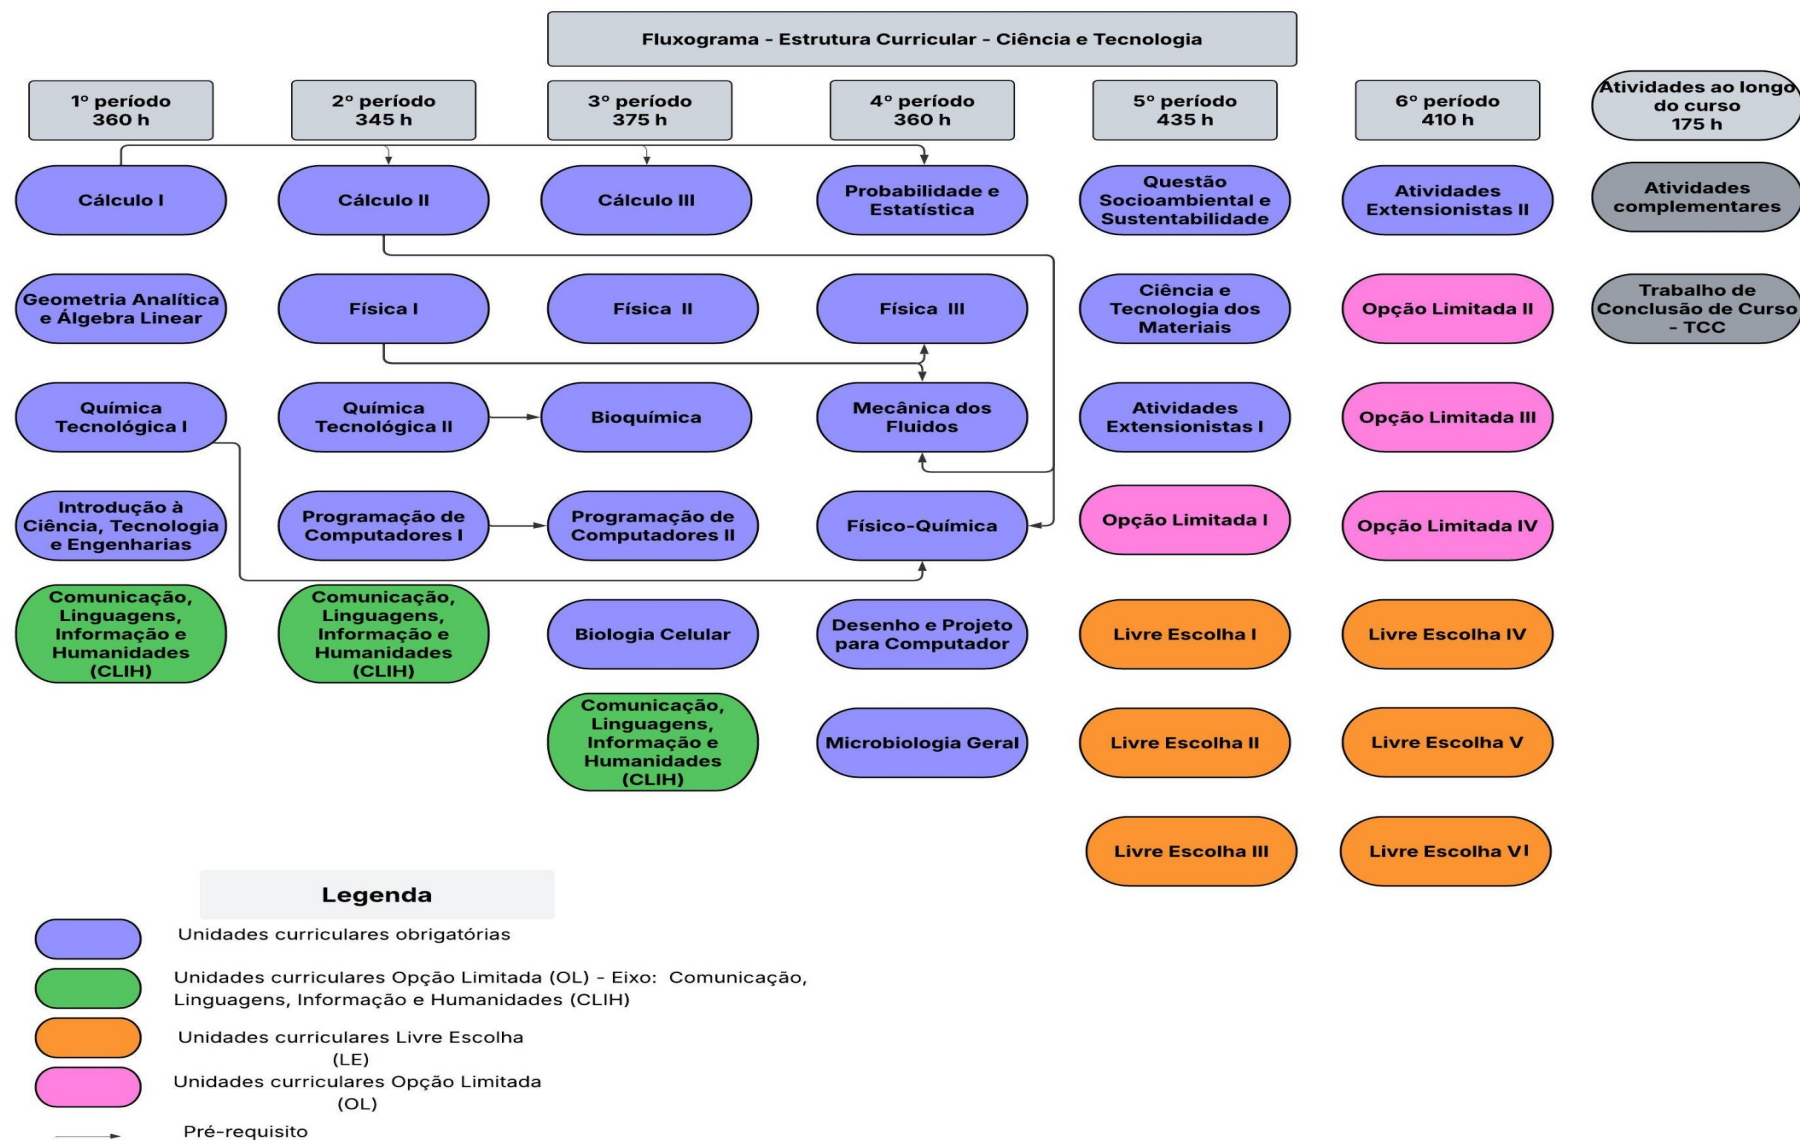 Fluxograma - Estrutura Curricular - Ciência e Tecnologia
1º período
360 h
2º período
345 h
3º período
375 h
4º período
360 h
5º período
435 h
6º período
410 h
Atividades ao longo
do curso
175 h
Cálculo I
Cálculo II
Cálculo III
Probabilidade e
Estatística
Questão
Socioambiental e
Sustentabilidade
Atividades
Extensionistas II
Atividades
complementares
Geometria Analítica
e Álgebra Linear
Física I
Física II
Física III
Ciência e
Tecnologia dos
Materiais
Opção Limitada II
Trabalho de
Conclusão de Curso
- TCC
Química
Tecnológica I
Química
Tecnológica II
Bioquímica
Mecânica dos
Fluidos
Atividades
Extensionistas I
Opção Limitada III
Introdução à
Ciência, Tecnologia
e Engenharias
Programação de
Computadores I
Programação de
Computadores II
Físico-Química
Opção Limitada I
Opção Limitada IV
Comunicação,
Linguagens,
Informação e
Humanidades
(CLIH)
Comunicação,
Linguagens,
Informação e
Humanidades
(CLIH)
Biologia Celular
Desenho e Projeto
para Computador
Livre Escolha I
Livre Escolha IV
Comunicação,
Linguagens,
Informação e
Humanidades
(CLIH)
Microbiologia Geral
Livre Escolha II
Livre Escolha V
Livre Escolha III
Livre Escolha VI
Legenda
Unidades curriculares obrigatórias
Unidades curriculares Opção Limitada (OL) - Eixo: Comunicação,
Linguagens, Informação e Humanidades (CLIH)
Unidades curriculares Livre Escolha
(LE)
Unidades curriculares Opção Limitada
(OL)
Pré-requisito